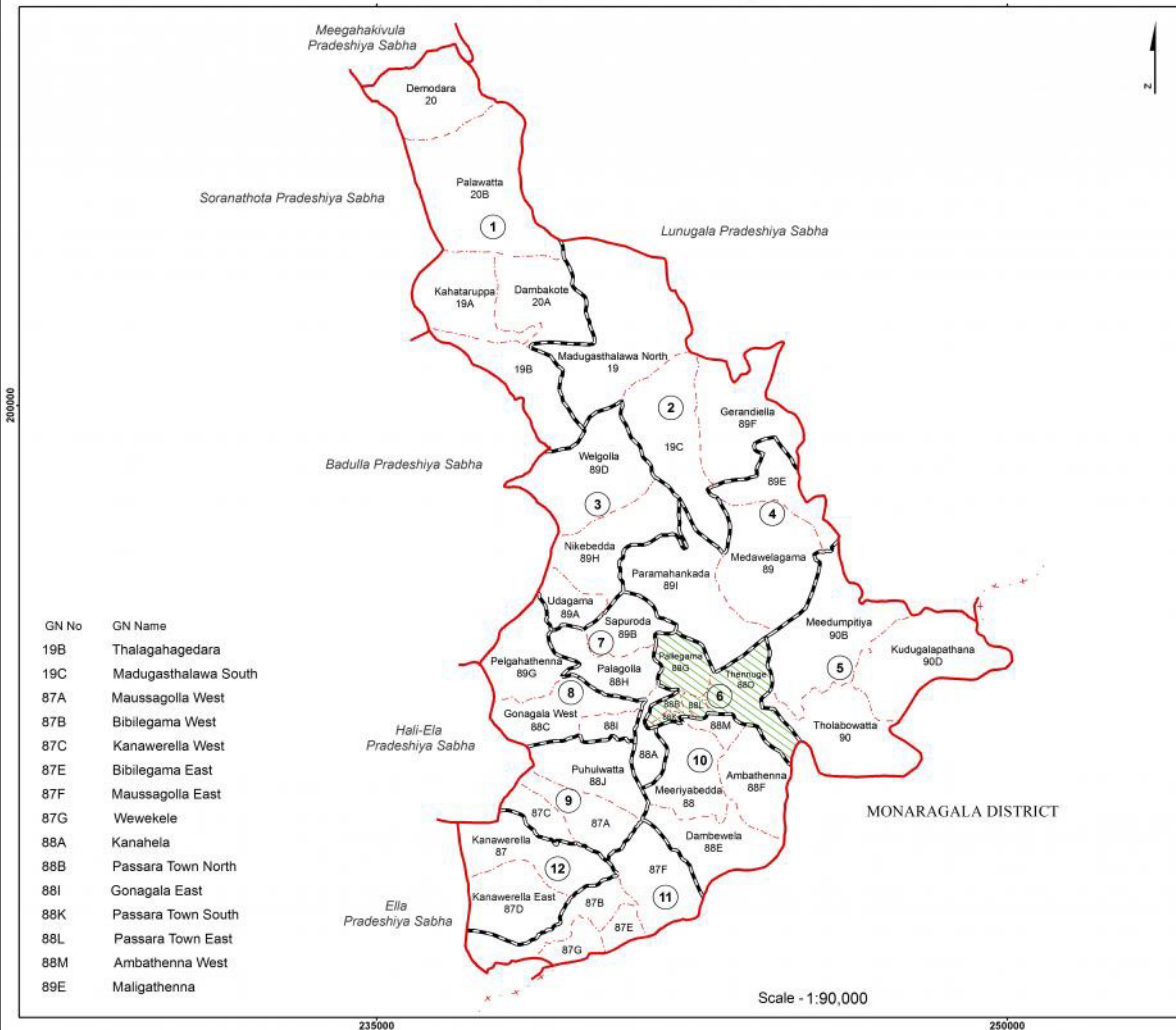 Meegahakivula
Pradeshiya Sabha
Demodara
20
Z
Palawatta
20B
Soranathota Pradeshiya Sabha
1
Lunugala Pradeshiya Sabha
Kahataruppa
19A
Dambakote
20A
Madugasthalawa North
19
19B
200000
2
Gerandiella
89F
19C
Badulla Pradeshiya Sabha
Welgolla
89D
89E
3
4
Nikebedda
89H
Medawelagama
89
Paramahankada
89I
Udagama
89A
Sapuroda
89B
Meedumpitiya
90B
Kudugalapathana
90D
7
Pallegama
88G
Thennuge
88D
5
Pelgahathenna
89G
Palagolla
88H
8
6
88B
88L
88K
88M
Gonagala West
88C
88I
Tholabowatta
90
Hali-Ela
Pradeshiya Sabha
88A
10
Puhulwatta
88J
Meeriyabedda
88
Ambathenna
88F
9
87C
87A
MONARAGALA DISTRICT
Kanawerella
87
Dambewela
88E
12
87F
Kanawerella East
87D
87B
11
Ella
Pradeshiya Sabha
87E
87G
GN No GN Name
19B Thalagahagedara
19C Madugasthalawa South
87A Maussagolla West
87B Bibilegama West
87C Kanawerella West
87E Bibilegama East
87F Maussagolla East
87G Wewekele
88A Kanahela
88B Passara Town North
88I Gonagala East
88K Passara Town South
88L Passara Town East
88M Ambathenna West
89E Maligathenna
Scale - 1:90,000
235000
250000